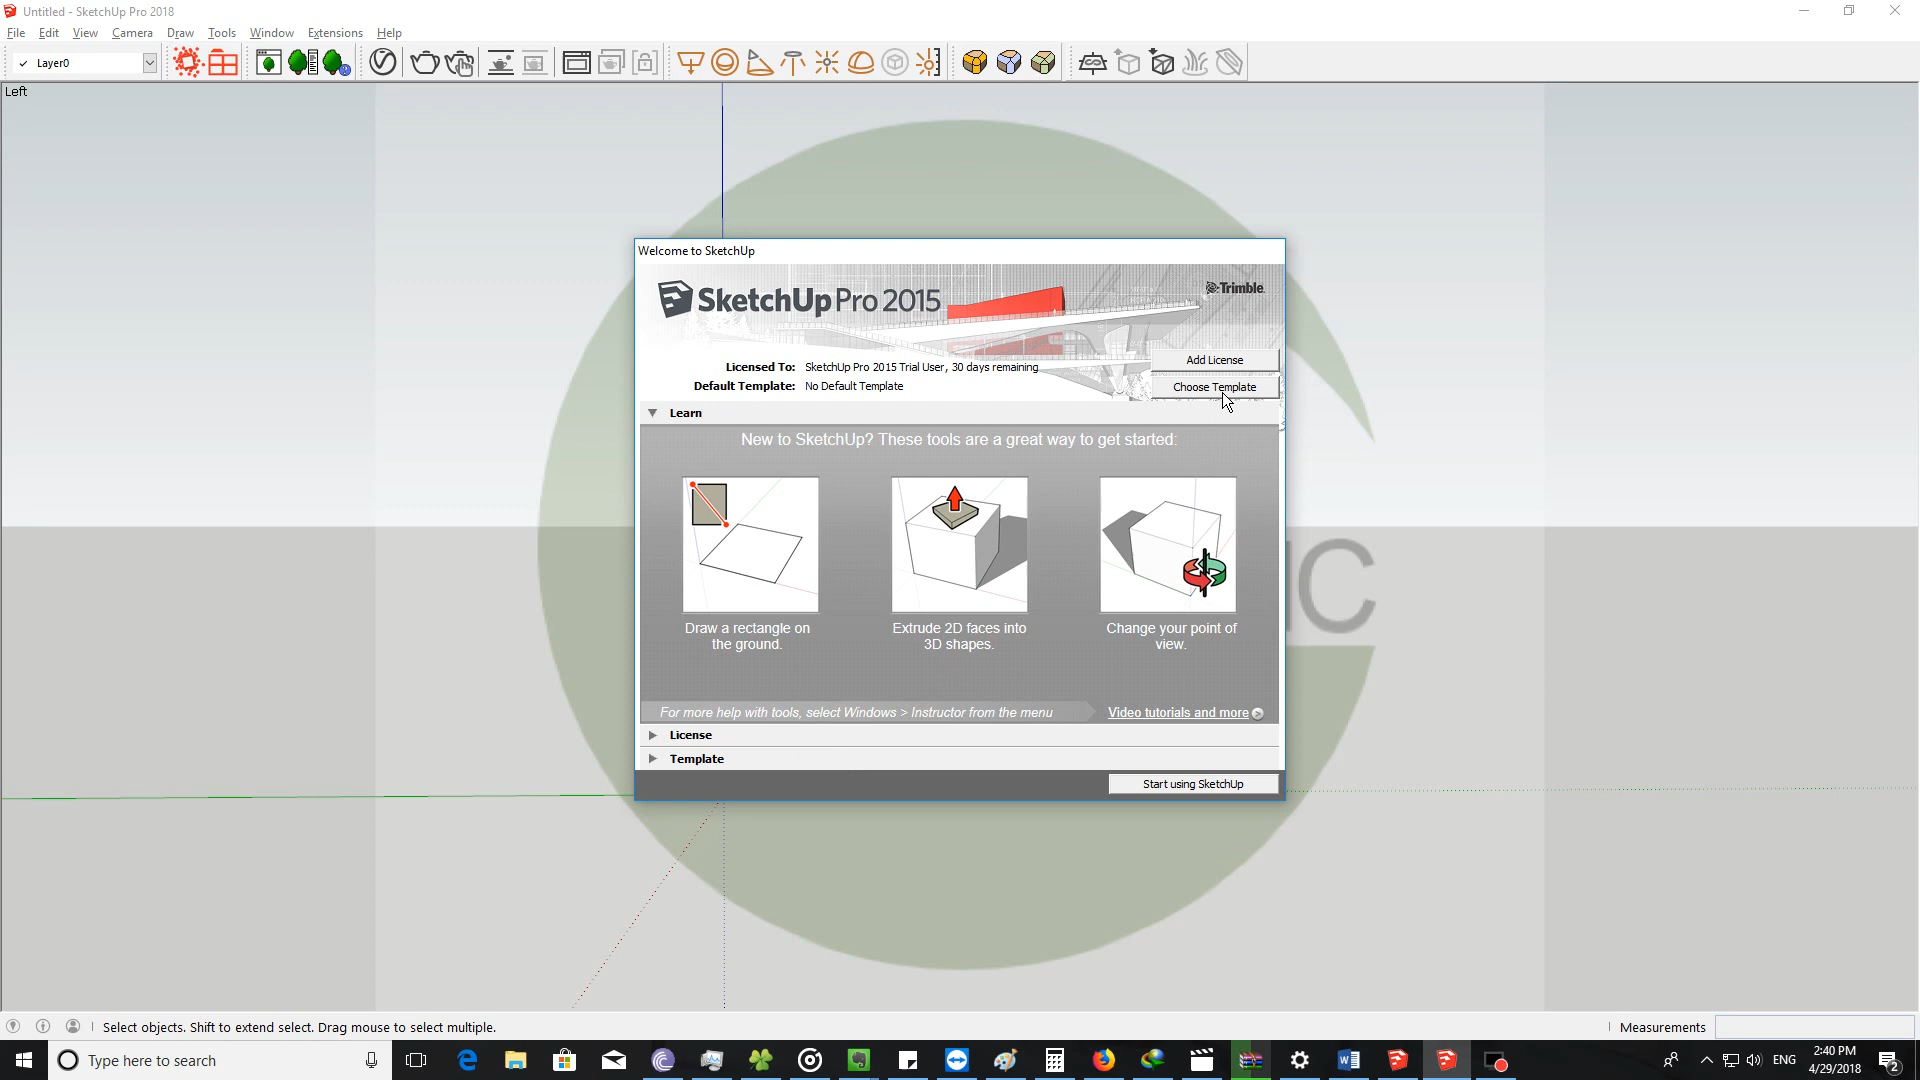 Untitled - SketchUp Pro 2018
File Edit View Camera Draw Tools Window Extensions Help
Layer0
Left
Welcome to SketchUp
SketchUp Pro 2015
Trimble.
Licensed To: SketchUp Pro 2015 Trial User, 30 days remaining
Add License
Default Template: No Default Template
Choose Template
Learn
New to SketchUp? These tools are a great way to get started:
Draw a rectangle on
the ground.
Extrude 2D faces into
3D shapes.
Change your point of
view.
For more help with tools, select Windows > Instructor from the menu
Video tutorials and more
License
Template
Start using SketchUp
IC
Select objects. Shift to extend select. Drag mouse to select multiple.
Measurements
Type here to search
ENG
2:40 PM
4/29/2018
2